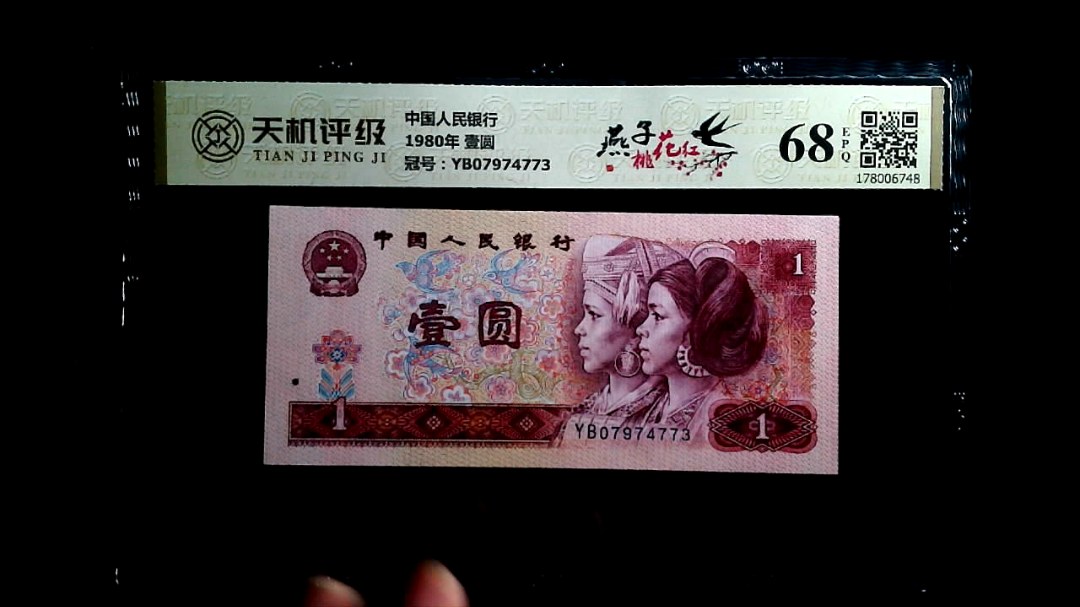 天机评级
TIAN JI PING JI
中国人民银行
1980年 壹圆
冠号：YB07974773
燕子
桃花红
68
EPQ
178006748
中国人民银行
壹圆
1
1
1
YB07974773